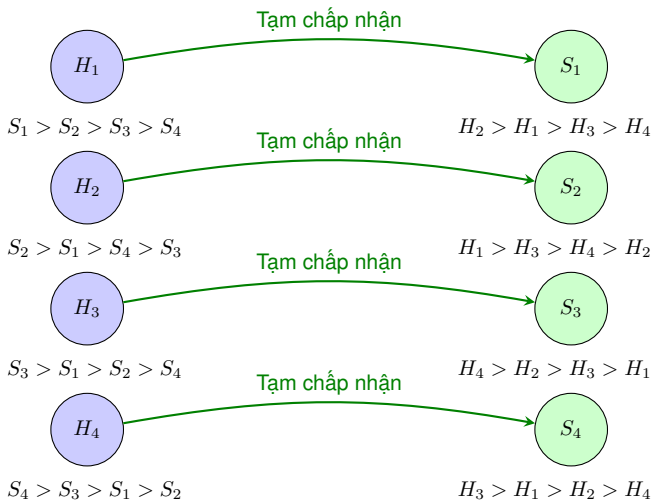 Tạm chấp nhận
H₁ S₁
S₁ > S₂ > S₃ > S₄ H₂ > H₁ > H₃ > H₄
Tạm chấp nhận
H₂ S₂
S₂ > S₁ > S₄ > S₃ H₁ > H₃ > H₄ > H₂
Tạm chấp nhận
H₃ S₃
S₃ > S₁ > S₂ > S₄ H₄ > H₂ > H₃ > H₁
Tạm chấp nhận
H₄ S₄
S₄ > S₃ > S₁ > S₂ H₃ > H₁ > H₂ > H₄